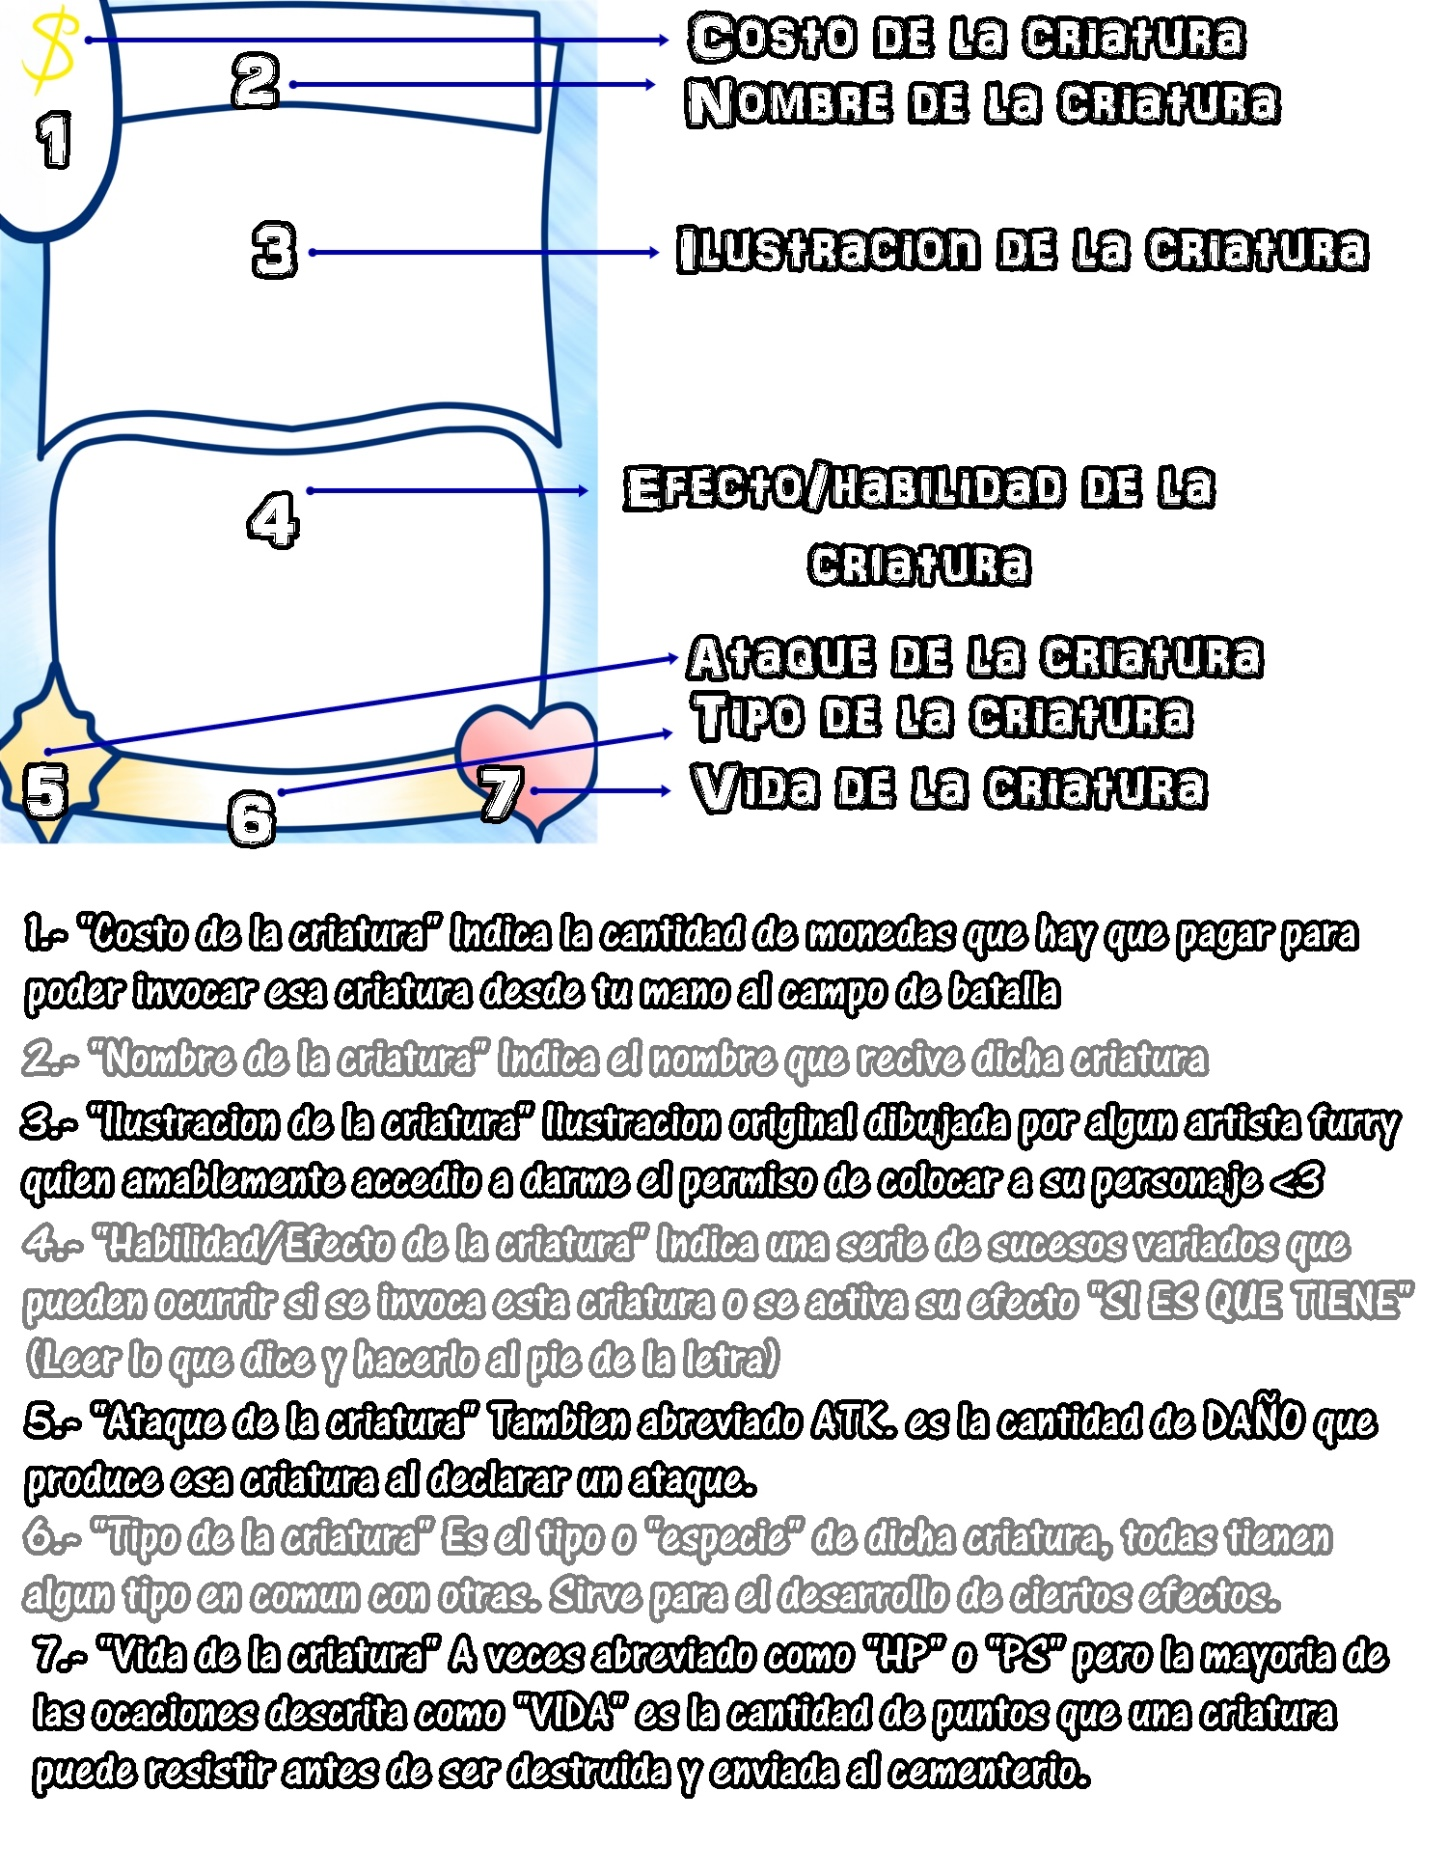 $
1
2
3
4
5
6
7
Costo de la criatura
Nombre de la criatura
Ilustracion de la criatura
Efecto/Habilidad de la
criatura
Ataque de la criatura
Tipo de la criatura
Vida de la criatura
1.- "Costo de la criatura" Indica la cantidad de monedas que hay que pagar para
poder invocar esa criatura desde tu mano al campo de batalla
2.- "Nombre de la criatura" Indica el nombre que recive dicha criatura
3.- "Ilustracion de la criatura" Ilustracion original dibujada por algun artista furry
quien amablemente accedio a darme el permiso de colocar a su personaje <3
4.- "Habilidad/Efecto de la criatura" Indica una serie de sucesos variados que
pueden ocurrir si se invoca esta criatura o se activa su efecto "SI ES QUE TIENE"
(Leer lo que dice y hacerlo al pie de la letra)
5.- "Ataque de la criatura" Tambien abreviado ATK. es la cantidad de DAÑO que
produce esa criatura al declarar un ataque.
6.- "Tipo de la criatura" Es el tipo o "especie" de dicha criatura, todas tienen
algun tipo en comun con otras. Sirve para el desarrollo de ciertos efectos.
7.- "Vida de la criatura" A veces abreviado como "HP" o "PS" pero la mayoria de
las ocaciones descrita como "VIDA" es la cantidad de puntos que una criatura
puede resistir antes de ser destruida y enviada al cementerio.